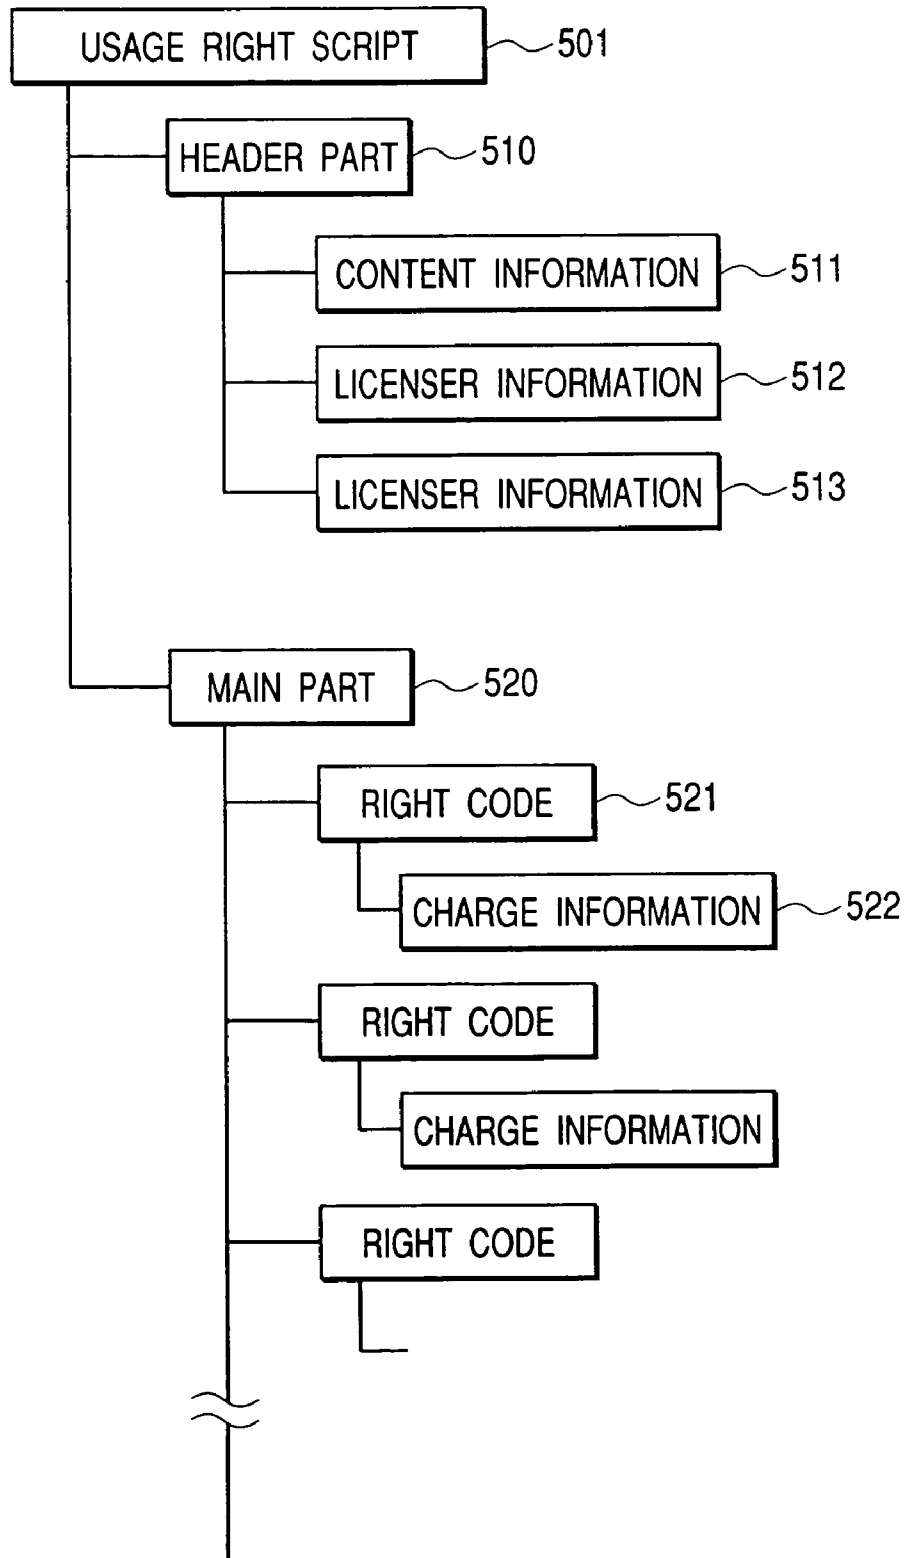 USAGE RIGHT SCRIPT 501
HEADER PART 510
CONTENT INFORMATION 511
LICENSER INFORMATION 512
LICENSER INFORMATION 513
MAIN PART 520
RIGHT CODE 521
CHARGE INFORMATION 522
RIGHT CODE
CHARGE INFORMATION
RIGHT CODE